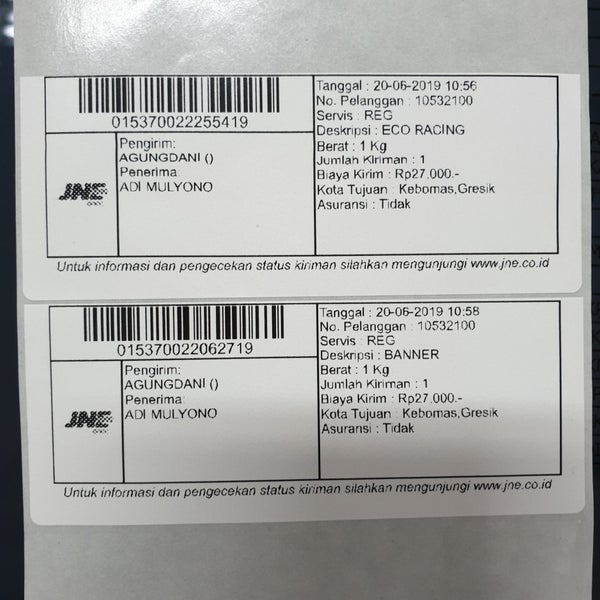 015370022255419
Pengirim:
AGUNGDANI ()
Penerima:
ADI MULYONO
JNE
Tanggal : 20-06-2019 10:56
No. Pelanggan : 10532100
Servis : REG
Deskripsi : ECO RACING
Berat : 1 Kg
Jumlah Kiriman : 1
Biaya Kirim : Rp27.000.-
Kota Tujuan : Kebomas,Gresik
Asuransi : Tidak
Untuk informasi dan pengecekan status kiriman silahkan mengunjungi www.jne.co.id
015370022062719
Pengirim:
AGUNGDANI ()
Penerima:
ADI MULYONO
JNE
Tanggal : 20-06-2019 10:58
No. Pelanggan : 10532100
Servis : REG
Deskripsi : BANNER
Berat : 1 Kg
Jumlah Kiriman : 1
Biaya Kirim : Rp27.000.-
Kota Tujuan : Kebomas,Gresik
Asuransi : Tidak
Untuk informasi dan pengecekan status kiriman silahkan mengunjungi www.jne.co.id